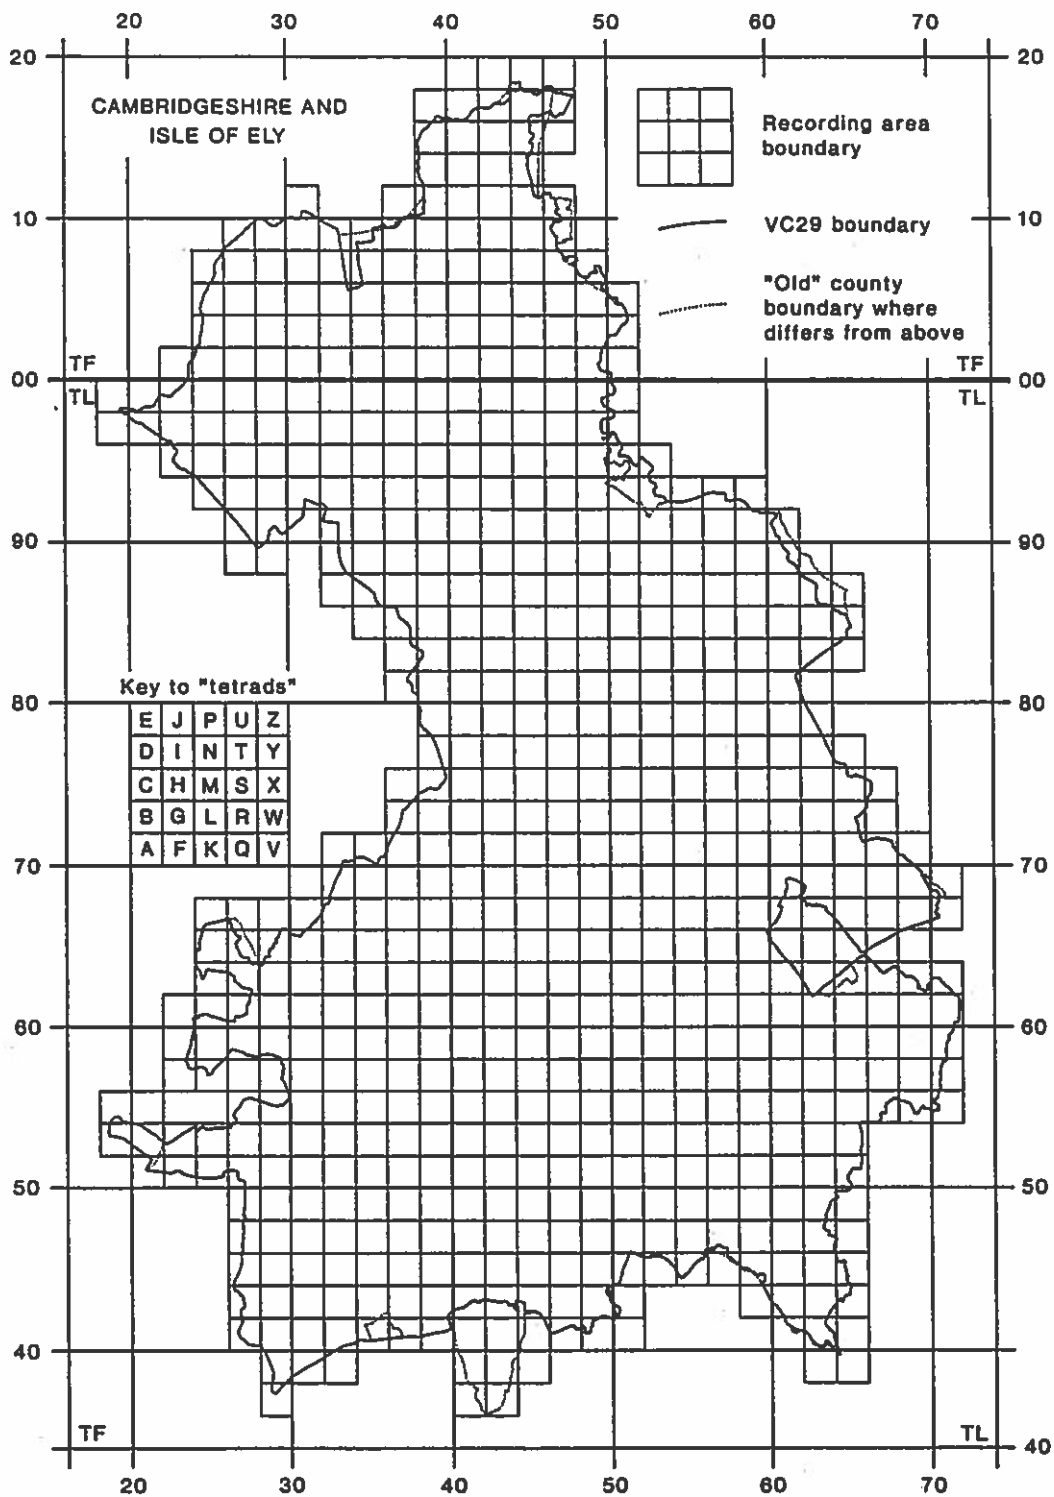 20 30 40 50 60 70
20 20
CAMBRIDGESHIRE AND
ISLE OF ELY
Recording area
boundary
10 10
VC29 boundary
"Old" county
boundary where
differs from above
TF TF
00 00
TL TL
90 90
Key to "tetrads"
80 80
E J P U Z
D I N T Y
C H M S X
B G L R W
A F K Q V
70 70
60 60
50 50
40 40
TF TL
40
20 30 40 50 60 70